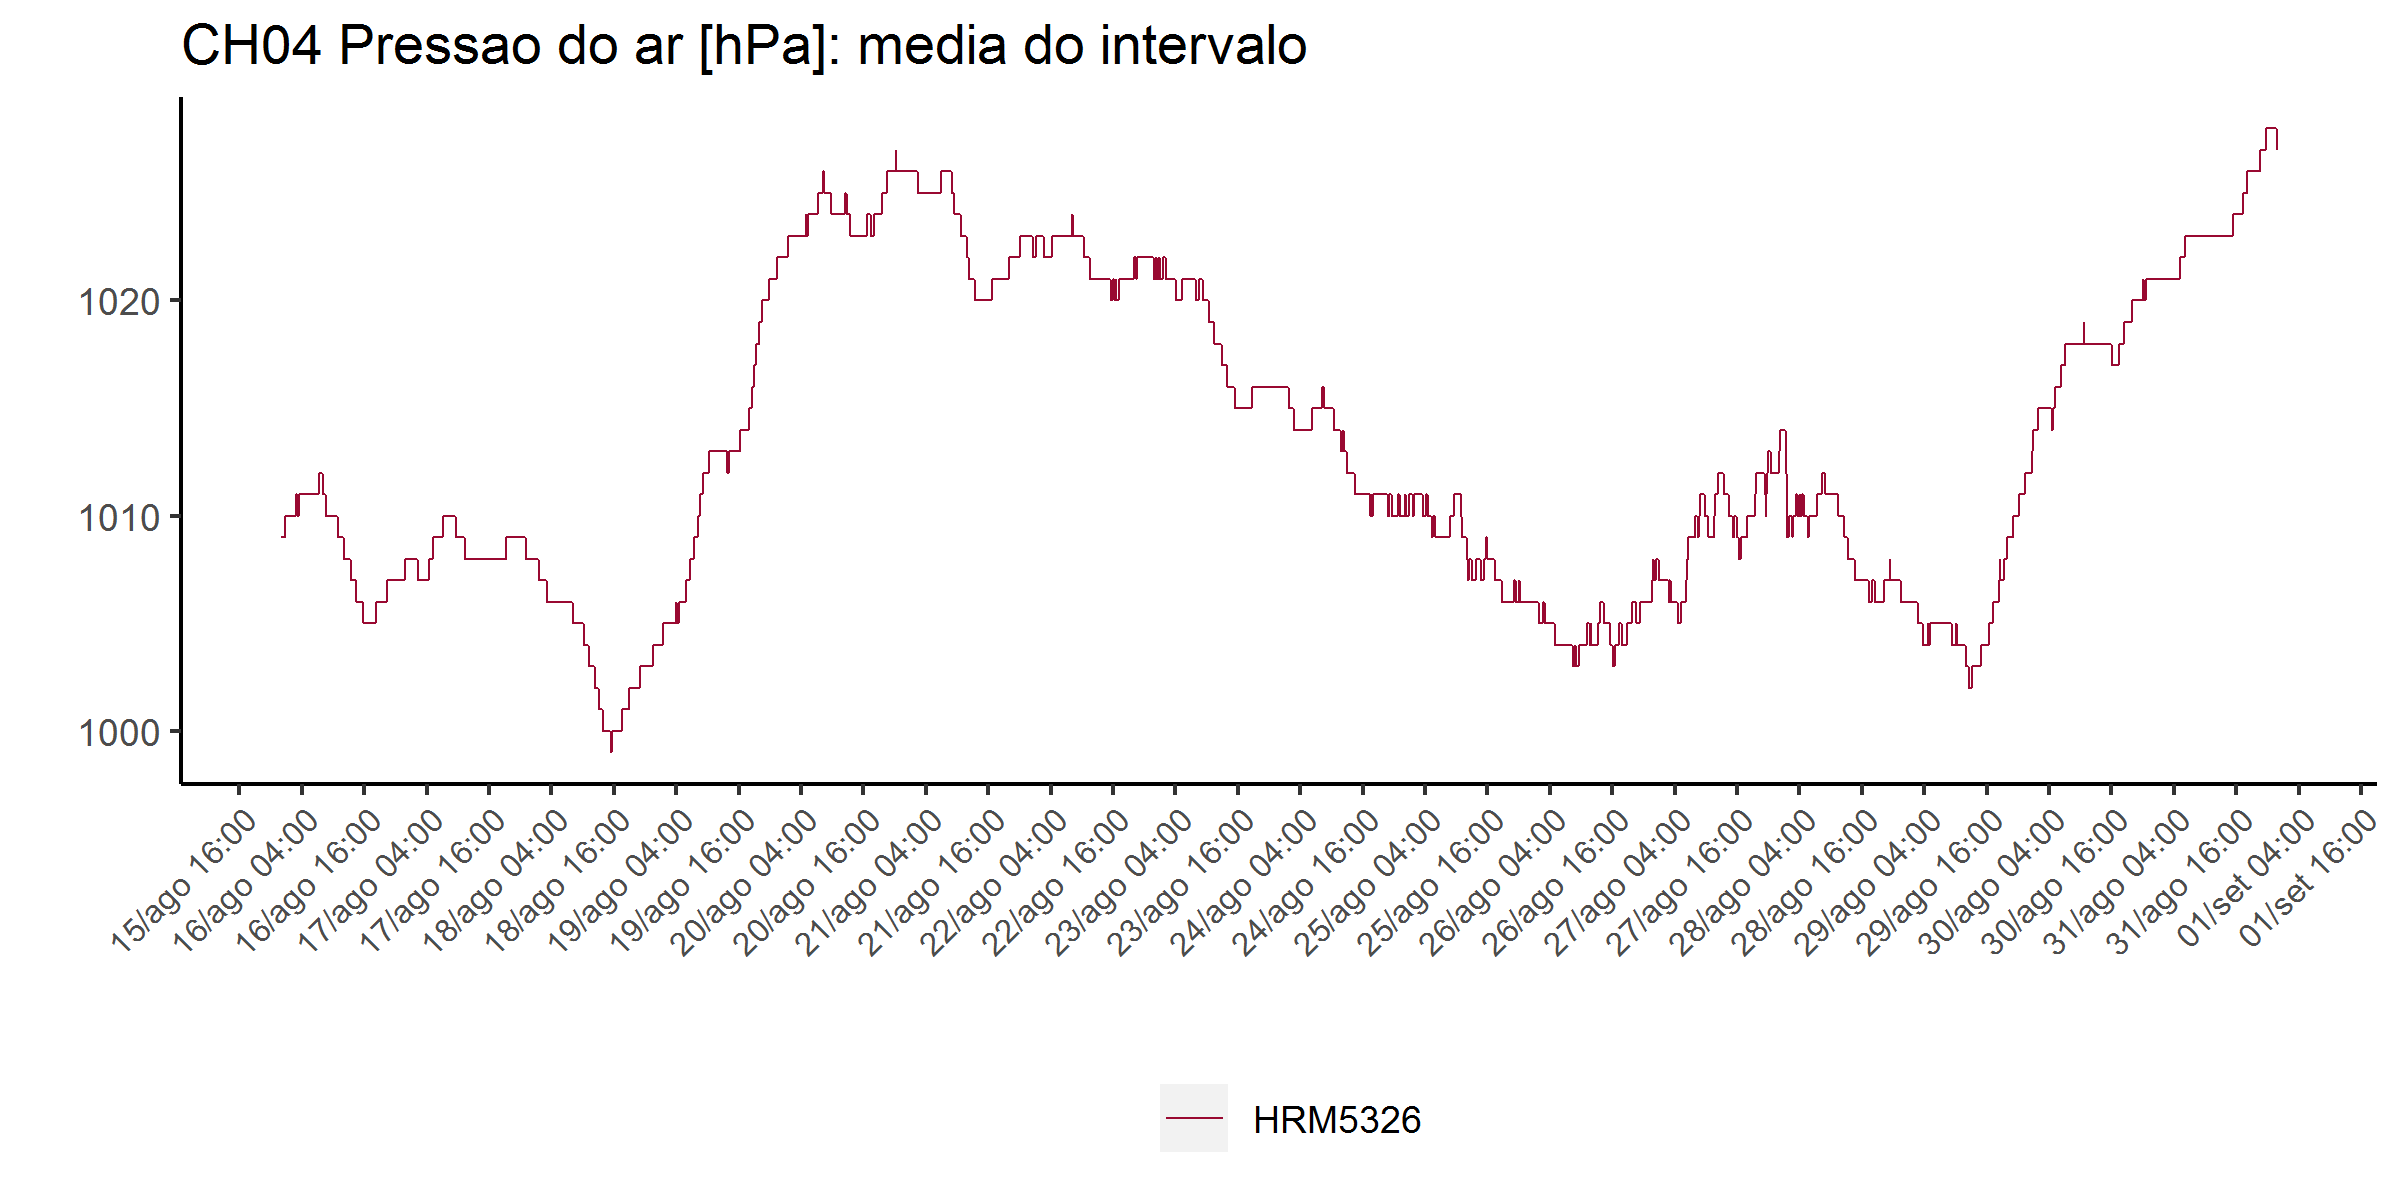 CH04 Pressao do ar [hPa]: media do intervalo
1020
1010
1000
15/ago 16:00
16/ago 04:00
16/ago 16:00
17/ago 04:00
17/ago 16:00
18/ago 04:00
18/ago 16:00
19/ago 04:00
19/ago 16:00
20/ago 04:00
20/ago 16:00
21/ago 04:00
21/ago 16:00
22/ago 04:00
22/ago 16:00
23/ago 04:00
23/ago 16:00
24/ago 04:00
24/ago 16:00
25/ago 04:00
25/ago 16:00
26/ago 04:00
26/ago 16:00
27/ago 04:00
27/ago 16:00
28/ago 04:00
28/ago 16:00
29/ago 04:00
29/ago 16:00
30/ago 04:00
30/ago 16:00
31/ago 04:00
31/ago 16:00
01/set 04:00
01/set 16:00
HRM5326